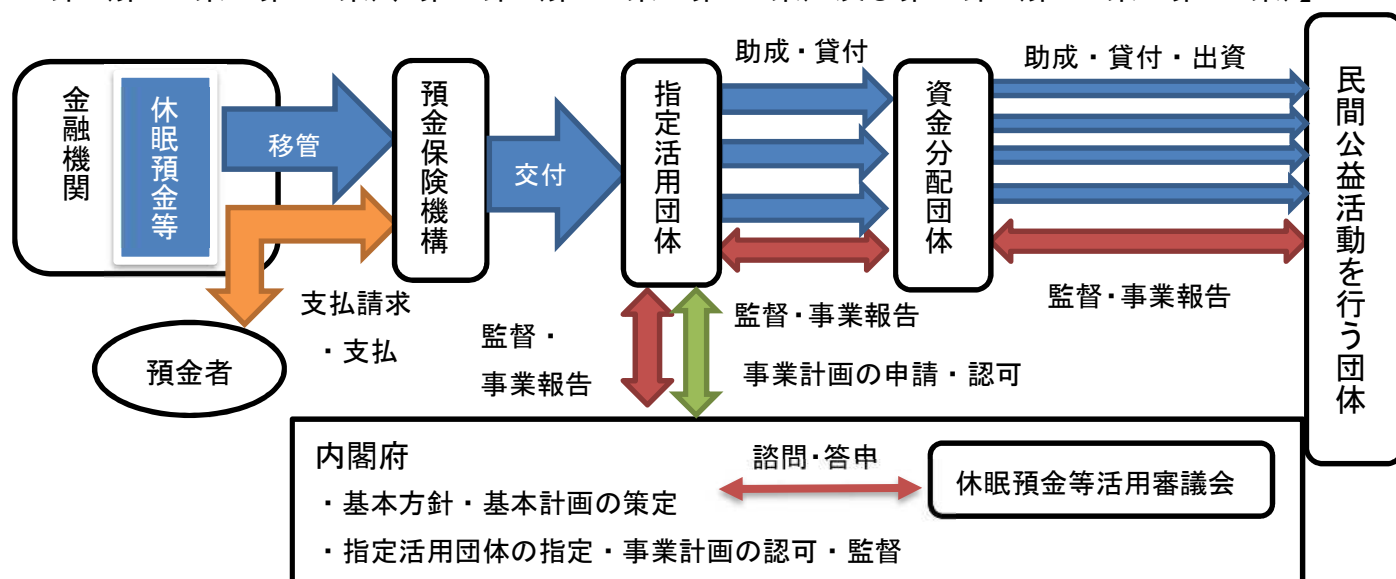 助成・貸付
助成・貸付・出資
金融機関
休眠預金等
移管
預金保険機構
交付
指定活用団体
資金分配団体
民間公益活動を行う団体
支払請求
・支払
預金者
監督・
事業報告
監督・事業報告
監督・事業報告
事業計画の申請・認可
内閣府
諮問・答申
休眠預金等活用審議会
・基本方針・基本計画の策定
・指定活用団体の指定・事業計画の認可・監督